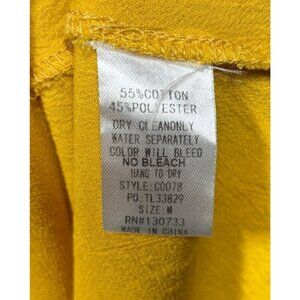 55%COTTON
45%POLYESTER
DRY CLEANONLY
WATER SEPARATELY
COLOR WILL BLEED
NO BLEACH
HANG TO DRY
STYLE:C0078
PO:TL33829
SIZE:M
RN#130733
MADE IN CHINA